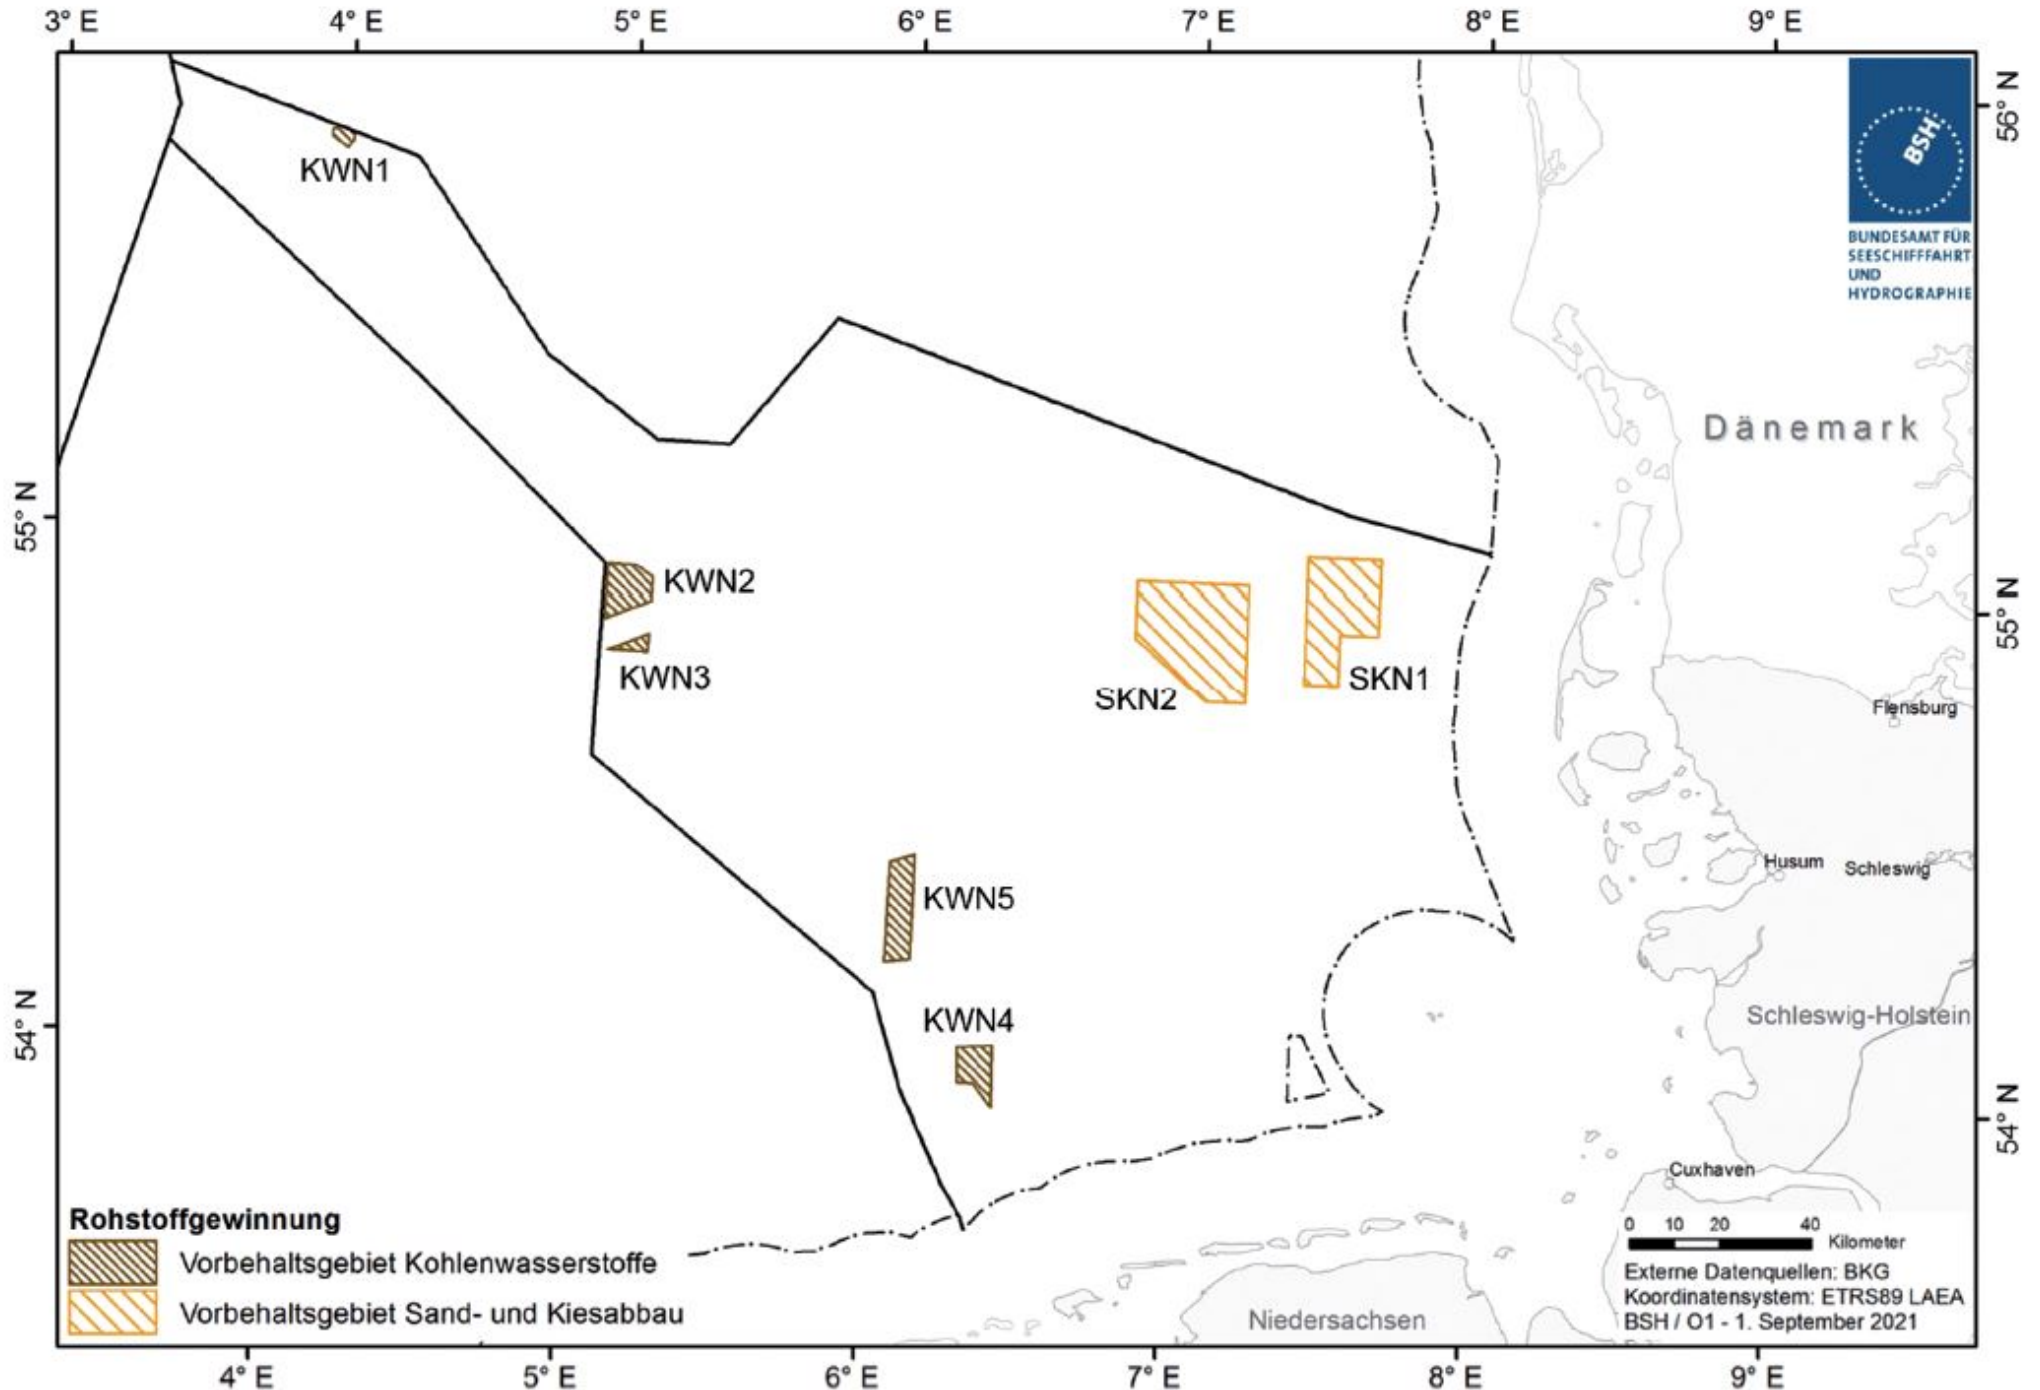 3° E 4° E 5° E 6° E 7° E 8° E 9° E
56° N
BSH
BUNDESAMT FÜR
SEESCHIFFFAHRT
UND
HYDROGRAPHIE
KWN1
Dänemark
55° N
KWN2
55° N
KWN3
SKN1
SKN2
Flensburg
Husum
Schleswig
KWN5
54° N
KWN4
Schleswig-Holstein
54° N
Cuxhaven
Rohstoffgewinnung
Vorbehaltsgebiet Kohlenwasserstoffe
Vorbehaltsgebiet Sand- und Kiesabbau
0 10 20 40
Kilometer
Externe Datenquellen: BKG
Koordinatensystem: ETRS89 LAEA
BSH / O1 - 1. September 2021
Niedersachsen
4° E 5° E 6° E 7° E 8° E 9° E